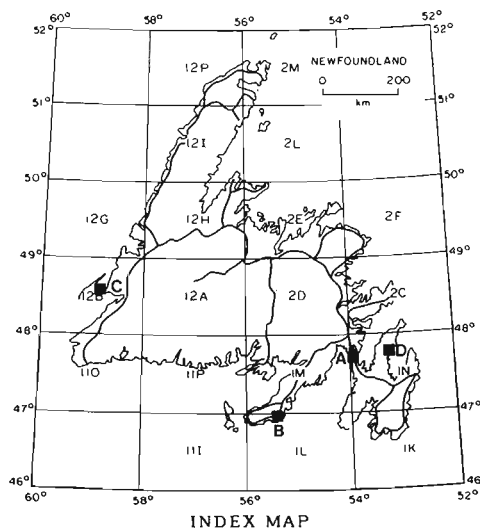 60° 58° 56° 54° 52°
52° 52°
12P 2M
NEWFOUNDLAND
0 200
km
51° 51°
12I 2L
50° 50°
12G 12H 2E 2F
49° 49°
12B C 12A 2D 2C
48° 48°
11O 11P 1M A D 1N
47° 47°
B
11I 1L 1K
46° 46°
60° 58° 56° 54° 52°
INDEX MAP